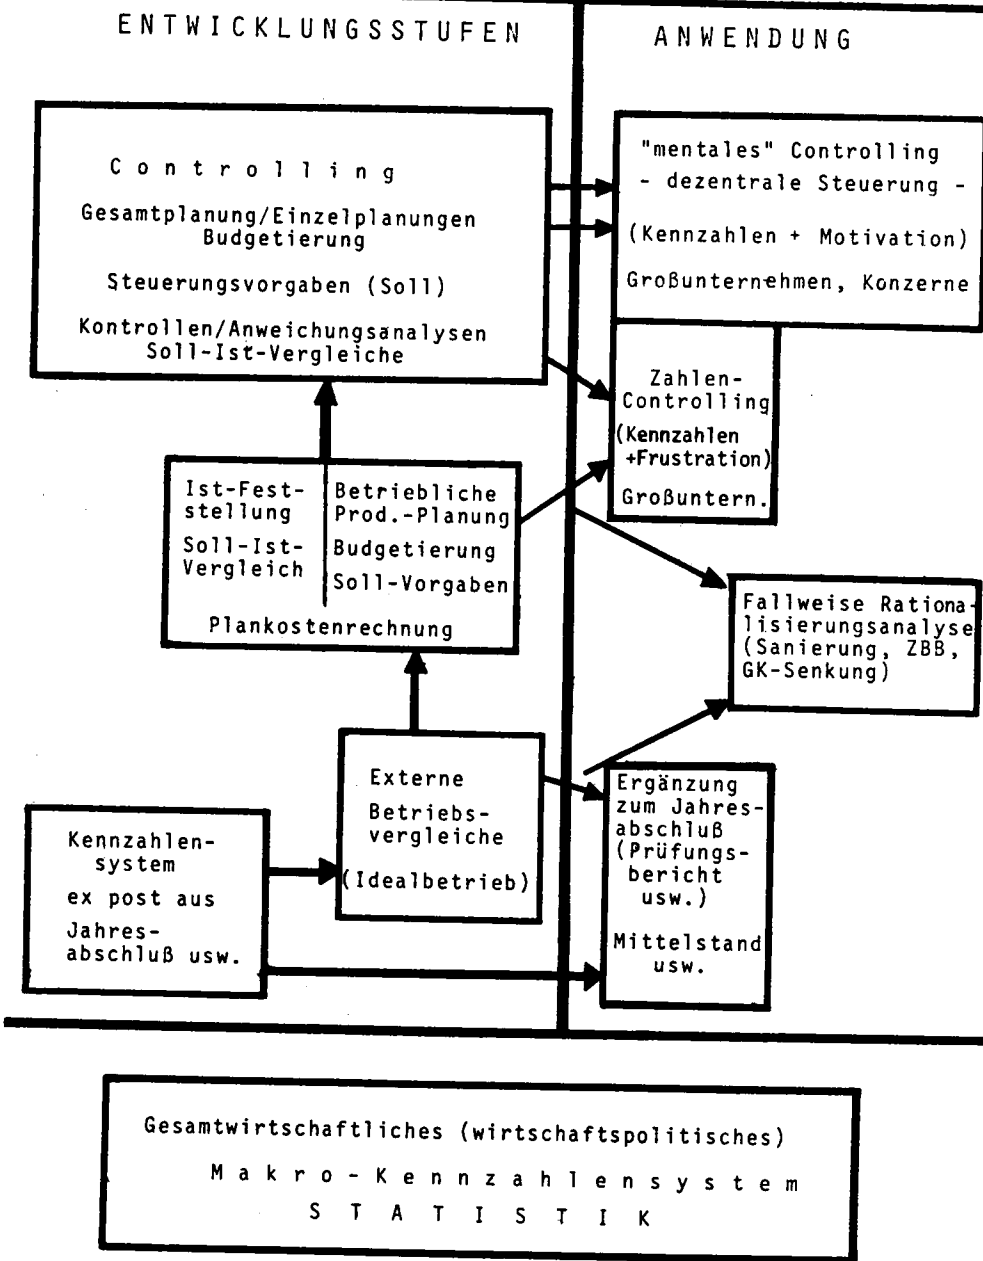 ENTWICKLUNGSSTUFEN
ANWENDUNG
Controlling
Gesamtplanung/Einzelplanungen
Budgetierung
Steuerungsvorgaben (Soll)
Kontrollen/Anweichungsanalysen
Soll-Ist-Vergleiche
"mentales" Controlling
- dezentrale Steuerung -
(Kennzahlen + Motivation)
Großunternehmen, Konzerne
Zahlen-
Controlling
(Kennzahlen
+Frustration)
Großuntern.
Ist-Fest-
stellung
Soll-Ist-
Vergleich
Betriebliche
Prod.-Planung
Budgetierung
Soll-Vorgaben
Plankostenrechnung
Fallweise Rationa-
lisierungsanalyse
(Sanierung, ZBB,
GK-Senkung)
Externe
Betriebs-
vergleiche
(Idealbetrieb)
Ergänzung
zum Jahres-
abschluß
(Prüfungs-
bericht
usw.)
Mittelstand
usw.
Kennzahlen-
system
ex post aus
Jahres-
abschluß usw.
Gesamtwirtschaftliches (wirtschaftspolitisches)
Makro-Kennzahlensystem
STATISTIK